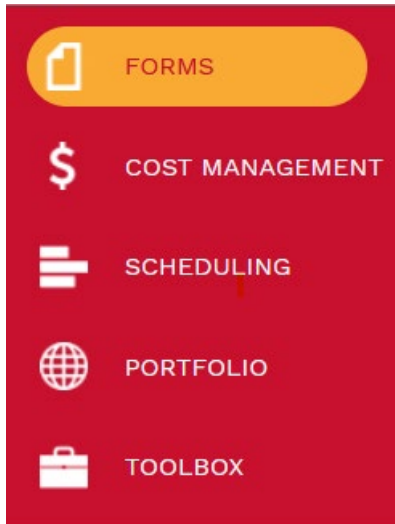 FORMS
COST MANAGEMENT
SCHEDULING
PORTFOLIO
TOOLBOX